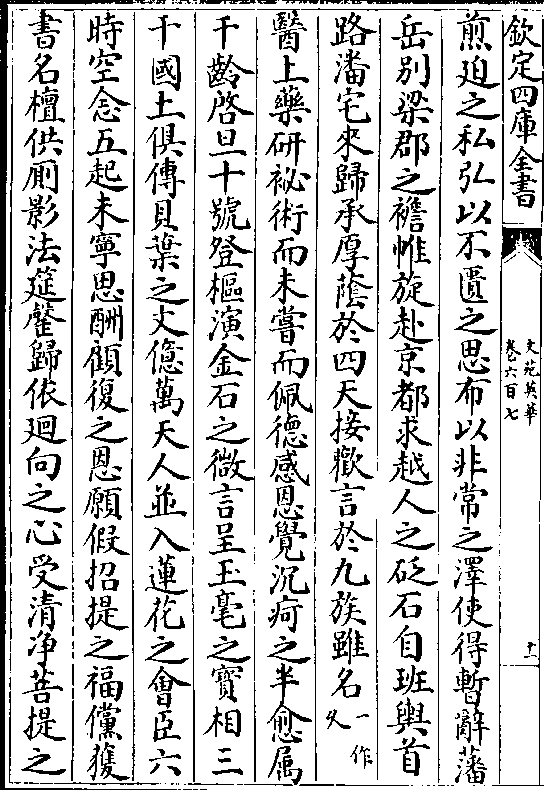 欽定四庫全書
文苑英華
卷六百七
十一
煎迫之私弘以不匱之思布以非常之澤使得暫辭藩
岳别梁郡之襜帷旋赴京都求越人之砭石自班輿首
路潘宅來歸承厚蔭於四天接歡言於九族雖名一作久
醫上藥研祕術而未嘗而佩德感恩覺沉疴之半愈屬
千齡啓旦十號登樞演金石之微言呈玉毫之寳相三
千國土俱傳貝葉之文億萬天人並入蓮花之會臣六
時空念五起未寧思酬顧復之恩願假招提之福儻獲
書名檀供厠影法筵罄歸依廻向之心受清净菩提之